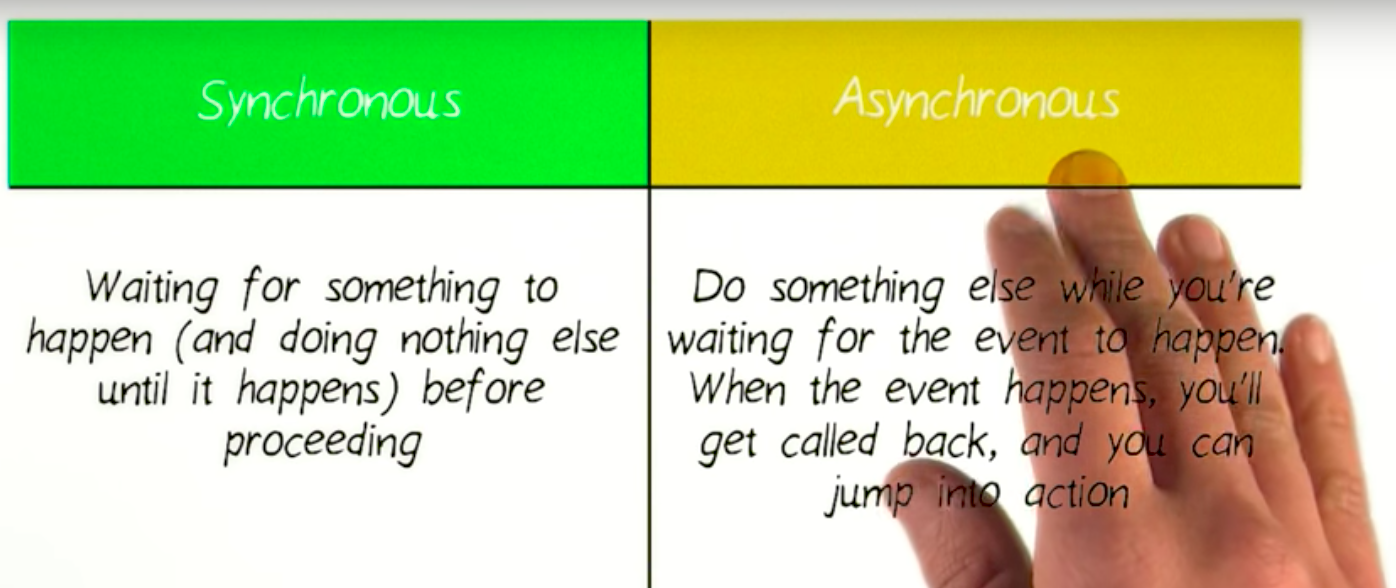 Synchronous
Asynchronous
Waiting for something to
happen (and doing nothing else
until it happens) before
proceeding
Do something else while you're
waiting for the event to happen.
When the event happens, you'll
get called back, and you can
jump into action